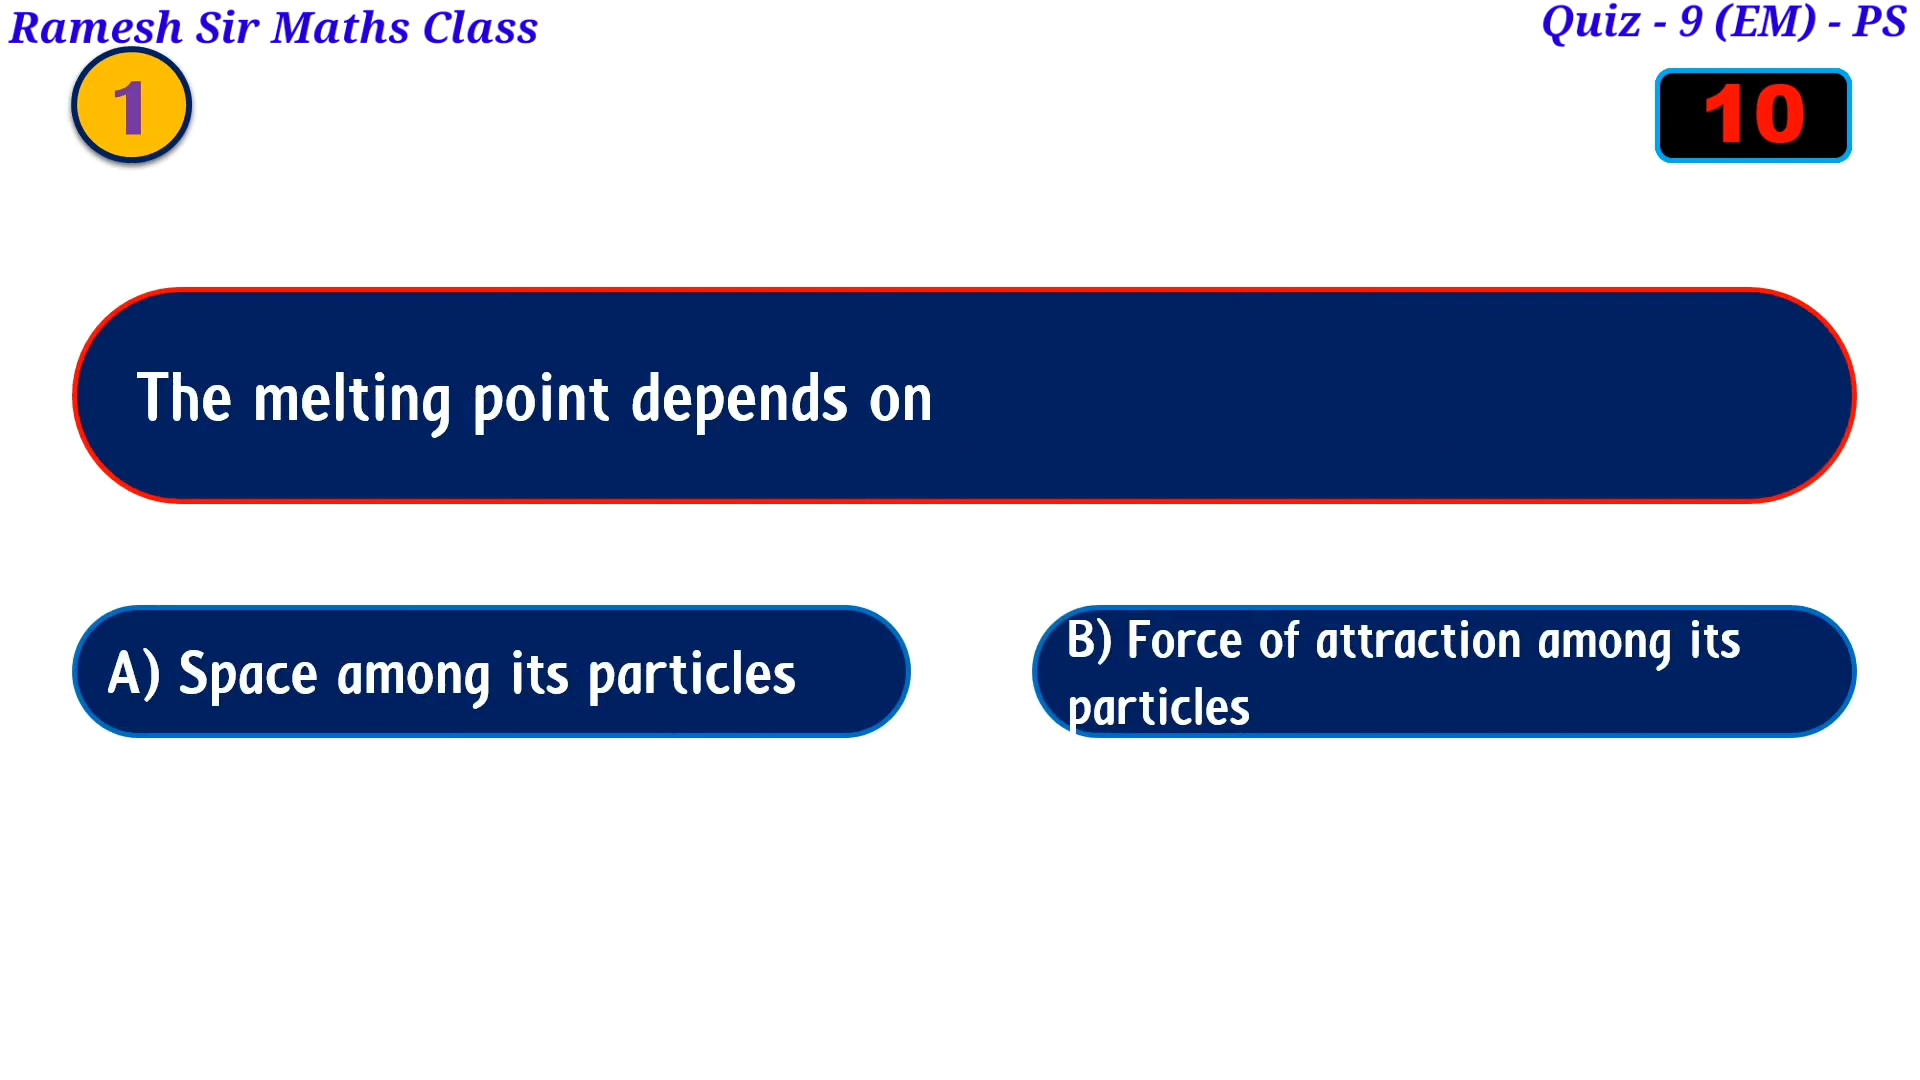 Ramesh Sir Maths Class
Quiz - 9 (EM) - PS
1
10
The melting point depends on
A) Space among its particles
B) Force of attraction among its
particles